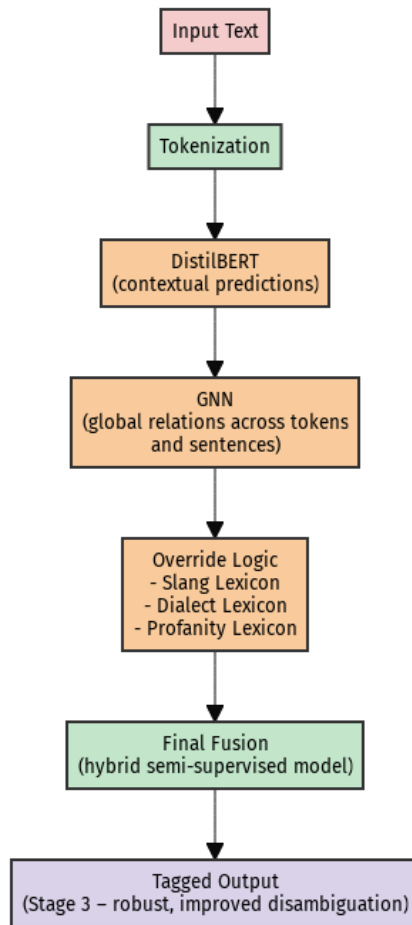 Input Text
Tokenization
DistilBERT
(contextual predictions)
GNN
(global relations across tokens
and sentences)
Override Logic
- Slang Lexicon
- Dialect Lexicon
- Profanity Lexicon
Final Fusion
(hybrid semi-supervised model)
Tagged Output
(Stage 3 – robust, improved disambiguation)